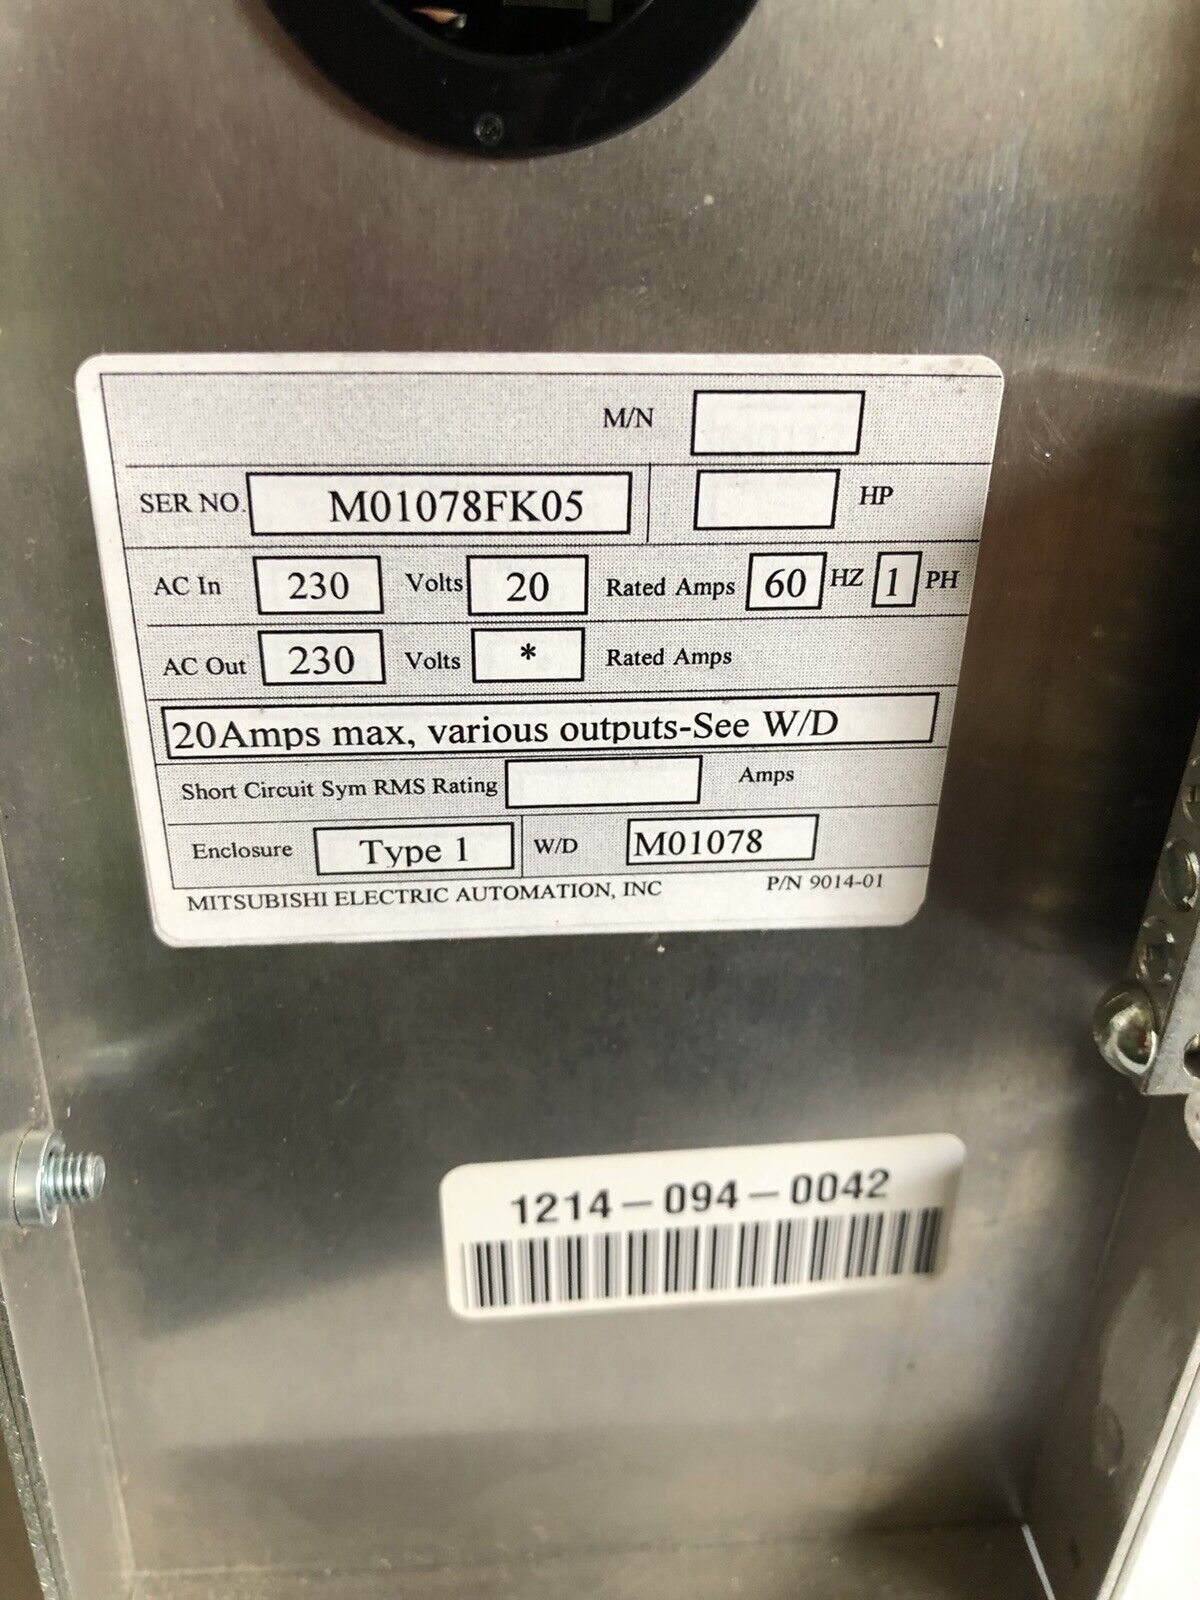 M/N
SER NO. M01078FK05 HP
AC In 230 Volts 20 Rated Amps 60 HZ 1 PH
AC Out 230 Volts * Rated Amps
20Amps max, various outputs-See W/D
Short Circuit Sym RMS Rating Amps
Enclosure Type 1 W/D M01078
MITSUBISHI ELECTRIC AUTOMATION, INC P/N 9014-01
1214-094-0042